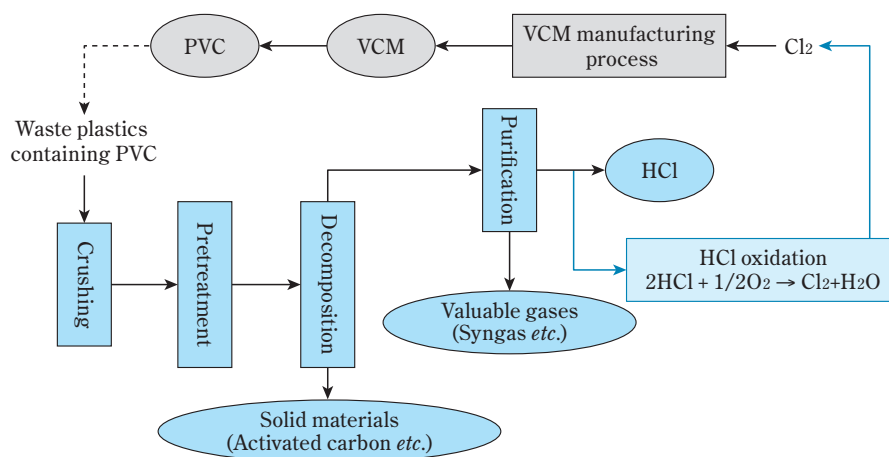 PVC
VCM
VCM manufacturing
process
Cl₂
Waste plastics
containing PVC
Crushing
Pretreatment
Decomposition
Purification
HCl
HCl oxidation
2HCl + 1/2O₂ → Cl₂+H₂O
Valuable gases
(Syngas etc.)
Solid materials
(Activated carbon etc.)